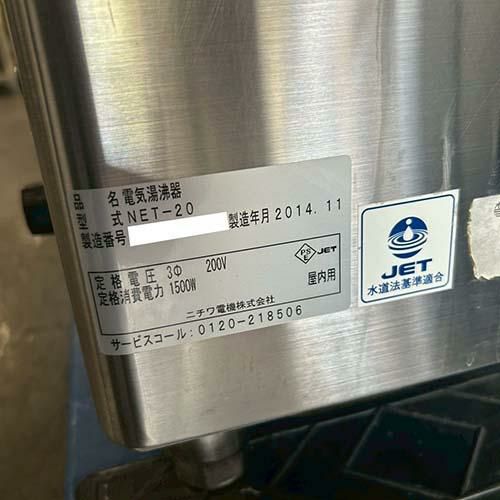 品名 電気湯沸器
型式 NET-20
製造番号 製造年月 2014. 11
定格電圧 3Φ 200V
定格消費電力 1500W
PS E JET
屋内用
ニチワ電機株式会社
サービスコール:0120-218506
JET
水道法基準適合